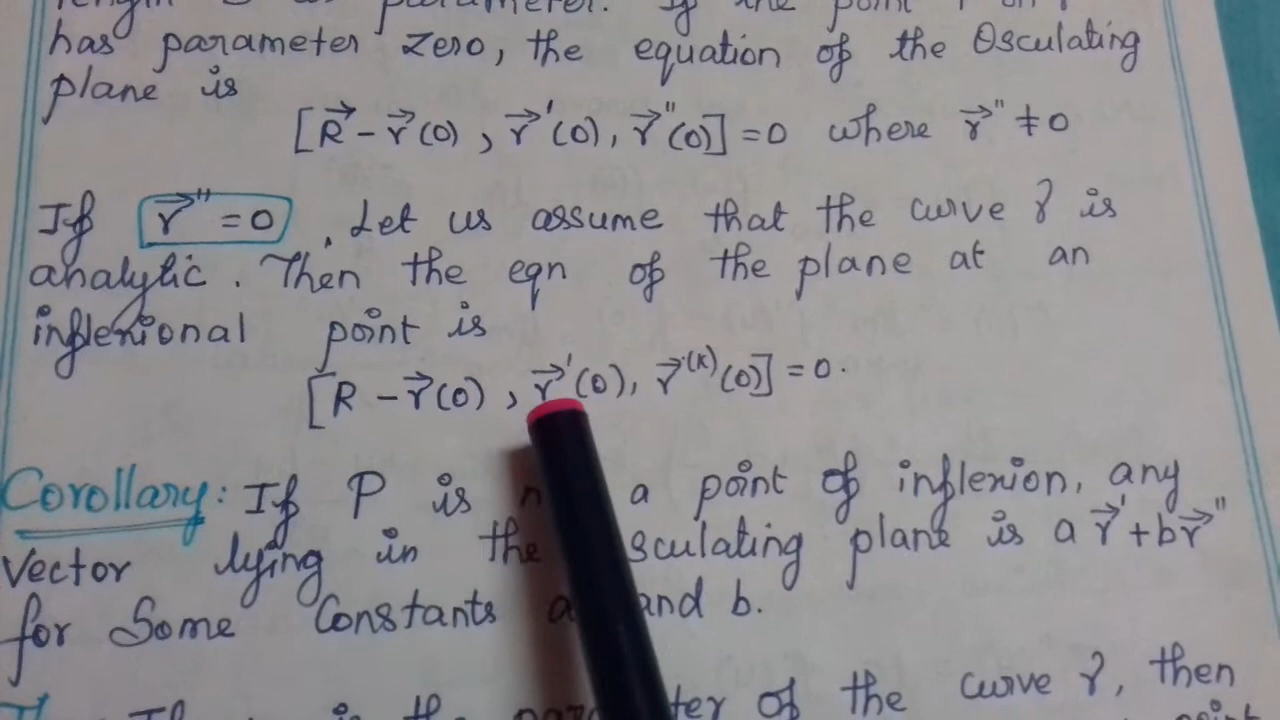 has parameter zero, the equation of the Osculating
plane is
[R⃗ - r⃗(0), r⃗'(0), r⃗''(0)] = 0 where r⃗'' ≠ 0
If r⃗'' = 0. Let us assume that the curve γ is
analytic. Then the eqn of the plane at an
inflexional point is
[R - r⃗(0), r⃗'(0), r⃗⁽ᵏ⁾(0)] = 0.
Corollary: If P is a point of inflexion, any
vector lying in the sculating plane is a r⃗' + b r⃗''
for Some Constants a and b.
of the curve γ, then